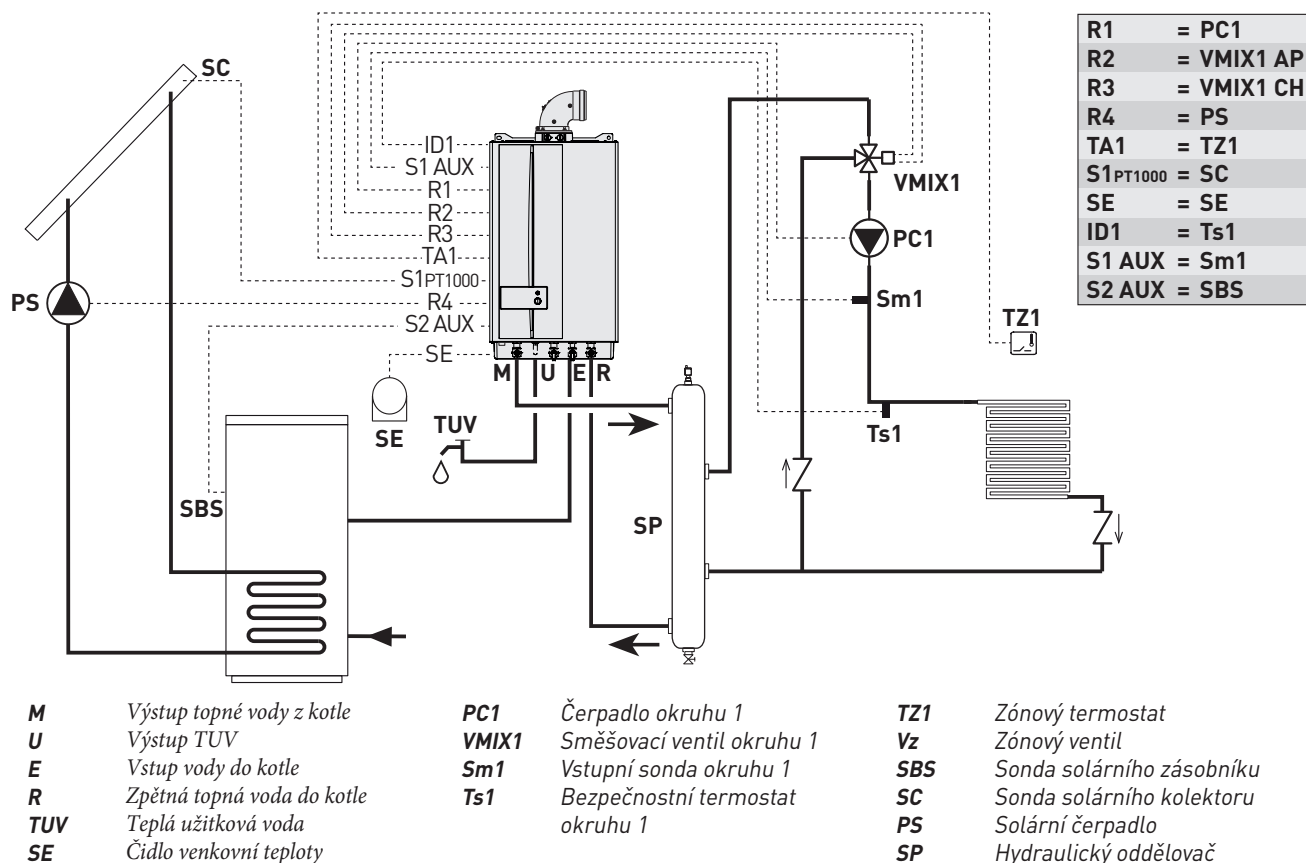 SC
R1 = PC1
R2 = VMIX1 AP
R3 = VMIX1 CH
R4 = PS
TA1 = TZ1
S1PT1000 = SC
SE = SE
ID1 = Ts1
S1 AUX = Sm1
S2 AUX = SBS
ID1
S1 AUX
R1
R2
R3
TA1
S1PT1000
R4
S2 AUX
SE
VMIX1
PC1
Sm1
PS
TZ1
M U E R
SE
TUV
Ts1
SBS
SP
M Výstup topné vody z kotle
U Výstup TUV
E Vstup vody do kotle
R Zpětná topná voda do kotle
TUV Teplá užitková voda
SE Čidlo venkovní teploty
PC1 Čerpadlo okruhu 1
VMIX1 Směšovací ventil okruhu 1
Sm1 Vstupní sonda okruhu 1
Ts1 Bezpečnostní termostat
okruhu 1
TZ1 Zónový termostat
Vz Zónový ventil
SBS Sonda solárního zásobníku
SC Sonda solárního kolektoru
PS Solární čerpadlo
SP Hydraulický oddělovač